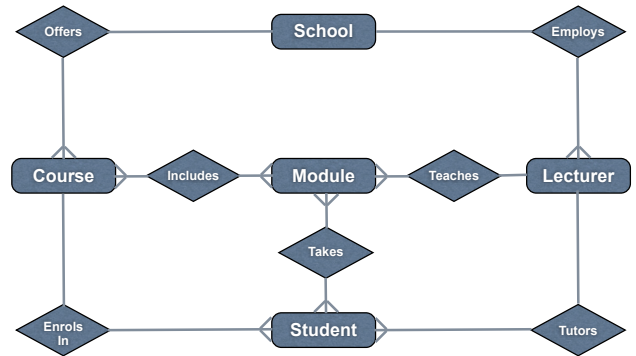 Offers
School
Employs
Course
Includes
Module
Teaches
Lecturer
Takes
Enrols
In
Student
Tutors